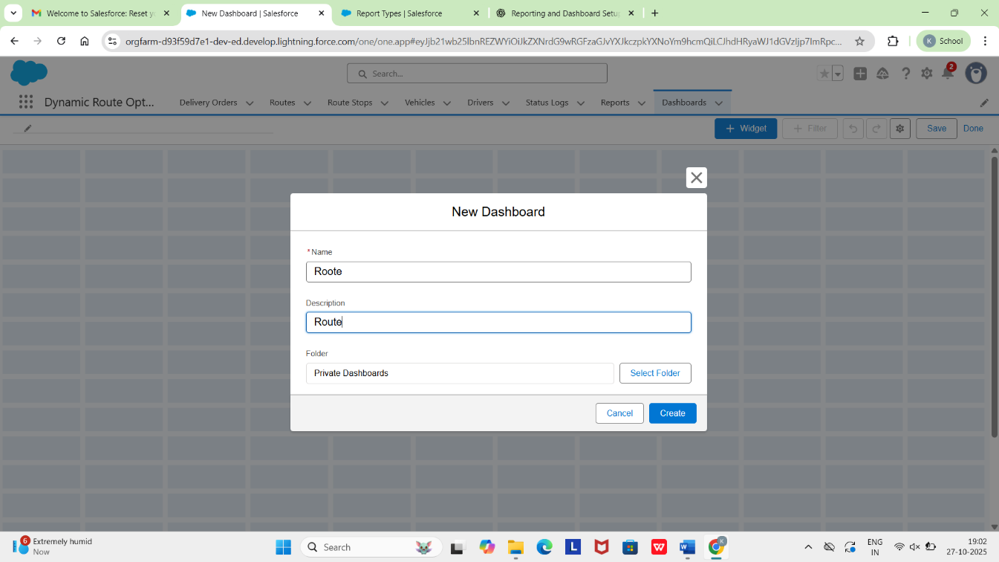 Welcome to Salesforce: Reset y
New Dashboard | Salesforce
Report Types | Salesforce
Reporting and Dashboard Setu
orgfarm-d93f59d7e1-dev-ed.develop.lightning.force.com/one/one.app#eyJjb21wb25lbnREZWYiOiJkZXNrdG9wRGFzaGJvYXJkczpkYXNoYm9hcmQiLCJhdHRyaWJ1dGVzIjp7ImRpc...
K School
Search...
2
Dynamic Route Opt...
Delivery Orders
Routes
Route Stops
Vehicles
Drivers
Status Logs
Reports
Dashboards
+ Widget
+ Filter
Save
Done
New Dashboard
*Name
Roote
Description
Route
Folder
Private Dashboards
Select Folder
Cancel
Create
6
Extremely humid
Now
Search
ENG
IN
19:02
27-10-2025